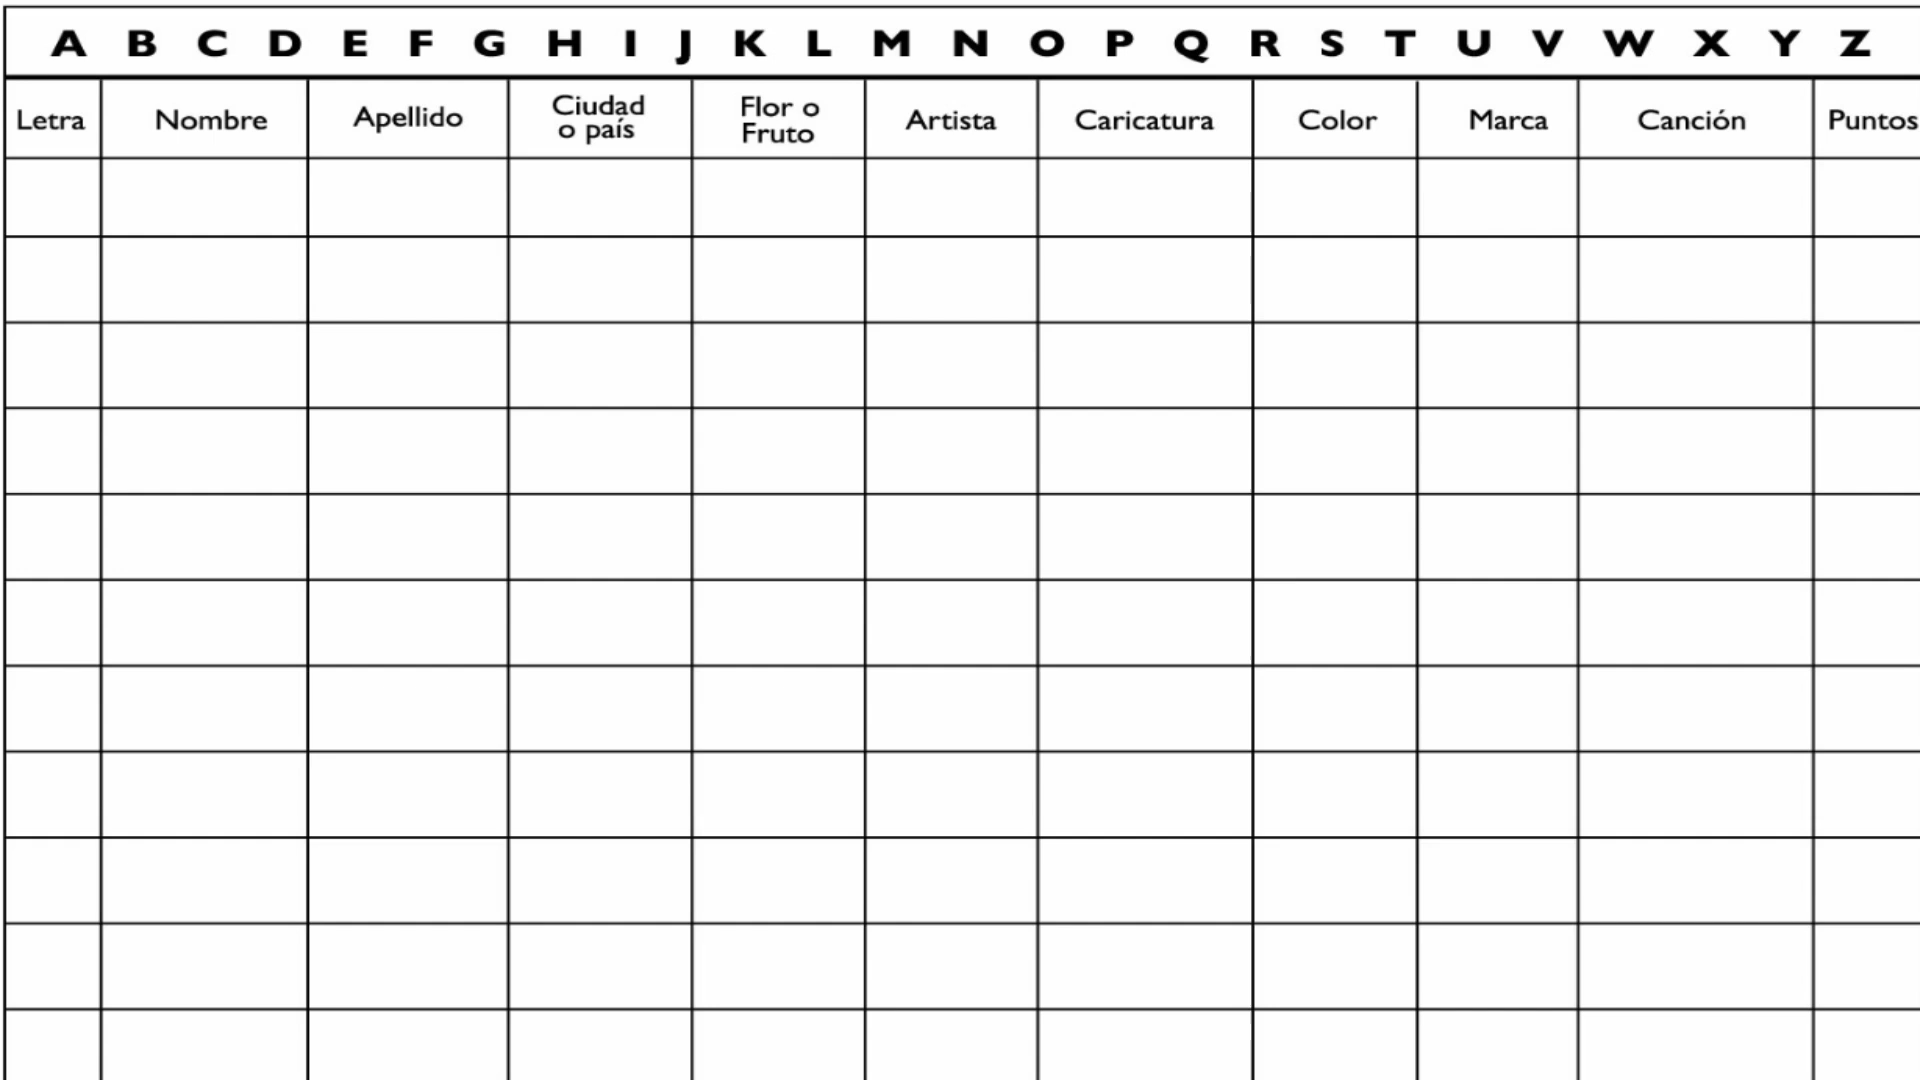 A B C D E F G H I J K L M N O P Q R S T U V W X Y Z
Letra Nombre Apellido Ciudad o país Flor o Fruto Artista Caricatura Color Marca Canción Puntos